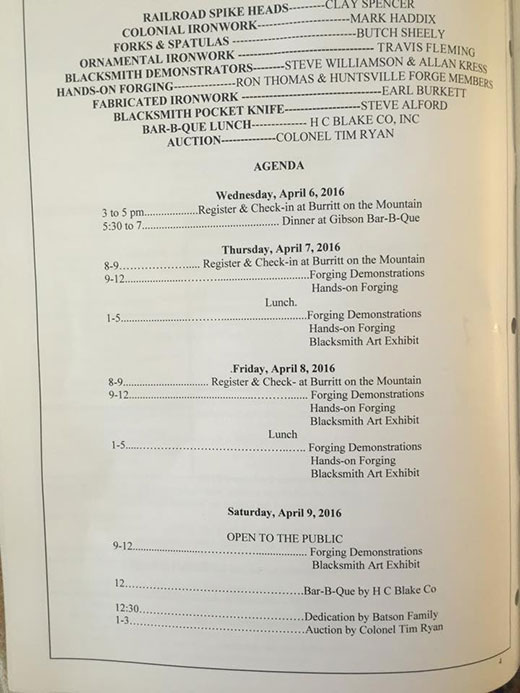 RAILROAD SPIKE HEADS---------CLAY SPENCER
COLONIAL IRONWORK--------------------MARK HADDIX
FORKS & SPATULAS --------------------------BUTCH SHEELY
ORNAMENTAL IRONWORK ----------------------------- TRAVIS FLEMING
BLACKSMITH DEMONSTRATORS--------STEVE WILLIAMSON & ALLAN KRESS
HANDS-ON FORGING-------------RON THOMAS & HUNTSVILLE FORGE MEMBERS
FABRICATED IRONWORK -----------------------------EARL BURKETT
BLACKSMITH POCKET KNIFE-----------------STEVE ALFORD
BAR-B-QUE LUNCH------------- H C BLAKE CO, INC
AUCTION---------------COLONEL TIM RYAN
AGENDA
Wednesday, April 6, 2016
3 to 5 pm...................Register & Check-in at Burritt on the Mountain
5:30 to 7................................................ Dinner at Gibson Bar-B-Que
Thursday, April 7, 2016
8-9............................ Register & Check-in at Burritt on the Mountain
9-12............................................................Forging Demonstrations
Hands-on Forging
Lunch.
1-5.............................................................Forging Demonstrations
Hands-on Forging
Blacksmith Art Exhibit
.Friday, April 8, 2016
8-9............................... Register & Check- at Burritt on the Mountain
9-12............................................................ Forging Demonstrations
Hands-on Forging
Blacksmith Art Exhibit
Lunch
1-5............................................................. Forging Demonstrations
Hands-on Forging
Blacksmith Art Exhibit
Saturday, April 9, 2016
OPEN TO THE PUBLIC
9-12............................................................ Forging Demonstrations
Blacksmith Art Exhibit
12..............................................................Bar-B-Que by H C Blake Co
12:30...........................................................Dedication by Batson Family
1-3.............................................................Auction by Colonel Tim Ryan
4